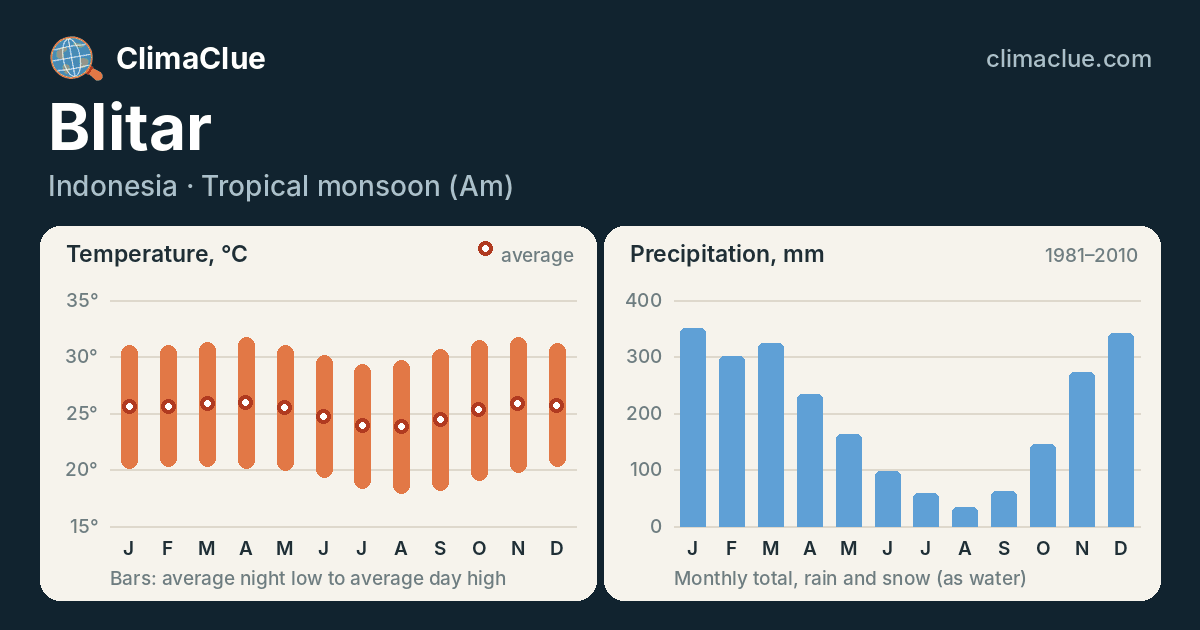 ClimaClue
climaclue.com
Blitar
Indonesia · Tropical monsoon (Am)
Temperature, °C
average
35°
30°
25°
20°
15°
J F M A M J J A S O N D
Bars: average night low to average day high
Precipitation, mm
1981–2010
400
300
200
100
0
J F M A M J J A S O N D
Monthly total, rain and snow (as water)